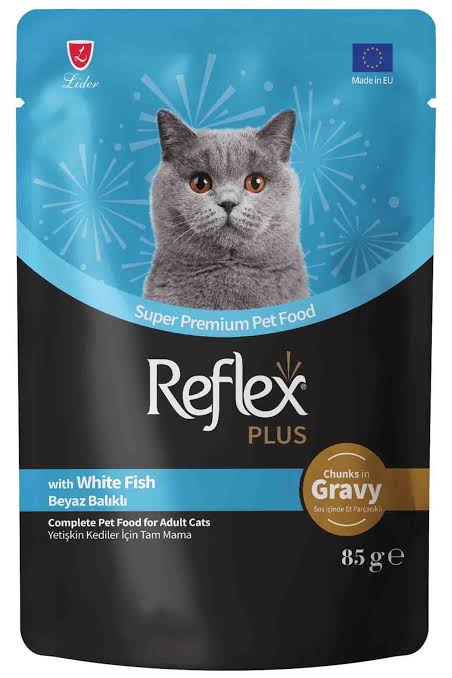 Lider
Made in EU
Super Premium Pet Food
Reflex®
PLUS
with White Fish
Beyaz Balıklı
Chunks in
Gravy
Sos içinde Et Parçacıklı
Complete Pet Food for Adult Cats
Yetişkin Kediler İçin Tam Mama
85 g ℮